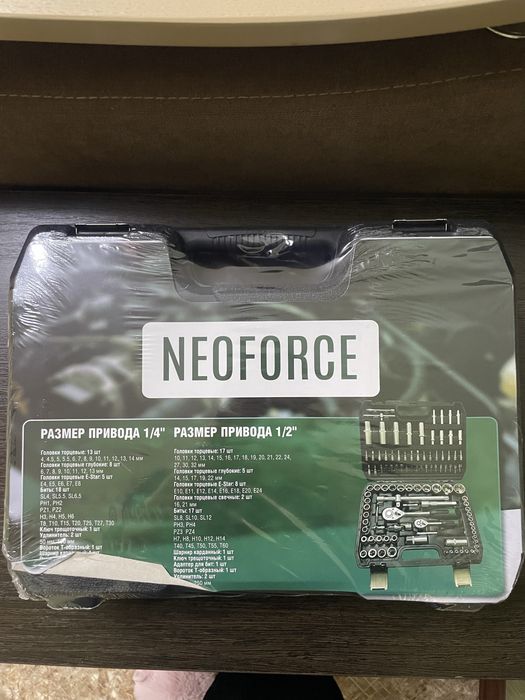 NEOFORCE
РАЗМЕР ПРИВОДА 1/4"
Головки торцевые: 13 шт
4, 4.5, 5, 5.5, 6, 7, 8, 9, 10, 11, 12, 13, 14 мм
Головки торцевые глубокие: 8 шт
6, 7, 8, 9, 10, 11, 12, 13 мм
Головки торцевые E-Star: 5 шт
E4, E5, E6, E7, E8
Биты: 18 шт
SL4, SL5.5, SL6.5
PH1, PH2
PZ1, PZ2
H3, H4, H5, H6
T8, T10, T15, T20, T25, T27, T30
Ключ трещоточный: 1 шт
Удлинитель: 2 шт
Вороток Т-образный: 1 шт
Шарнир
РАЗМЕР ПРИВОДА 1/2"
Головки торцевые: 17 шт
10, 11, 12, 13, 14, 15, 16, 17, 18, 19, 20, 21, 22, 24,
27, 30, 32 мм
Головки торцевые глубокие: 5 шт
14, 15, 17, 19, 22 мм
Головки торцевые E-Star: 8 шт
E10, E11, E12, E14, E16, E18, E20, E24
Головки торцевые свечные: 2 шт
16, 21 мм
Биты: 17 шт
SL8, SL10, SL12
PH3, PH4
PZ3, PZ4
H7, H8, H10, H12, H14
T40, T45, T50, T55, T60
Шарнир карданный: 1 шт
Ключ трещоточный: 1 шт
Адаптер для бит: 1 шт
Вороток Т-образный: 1 шт
Удлинитель: 2 шт